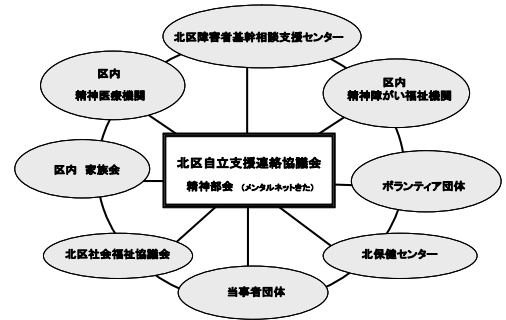 北区障害者基幹相談支援センター
区内
精神医療機関
区内
精神障がい福祉機関
北区自立支援連絡協議会
精神部会 (メンタルネットきた)
区内 家族会
ボランティア団体
北区社会福祉協議会
北保健センター
当事者団体